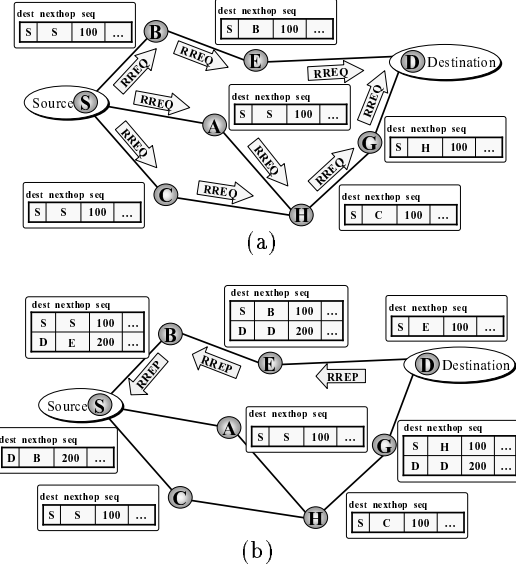 dest nexthop seq
S S 100 ...
B
dest nexthop seq
S B 100 ...
E
D Destination
RREQ
RREQ
RREQ
Source S
RREQ
dest nexthop seq
S S 100 ...
A
RREQ
G
dest nexthop seq
S H 100 ...
RREQ
RREQ
RREQ
dest nexthop seq
S S 100 ...
C
RREQ
H
dest nexthop seq
S C 100 ...
(a)
dest nexthop seq
S S 100 ...
D E 200 ...
B
dest nexthop seq
S B 100 ...
D D 200 ...
E
dest nexthop seq
S E 100 ...
D Destination
RREP
RREP
RREP
Source S
D B 200 ...
A
dest nexthop seq
S S 100 ...
G
dest nexthop seq
S H 100 ...
D D 200 ...
dest nexthop seq
S S 100 ...
C
H
dest nexthop seq
S C 100 ...
(b)